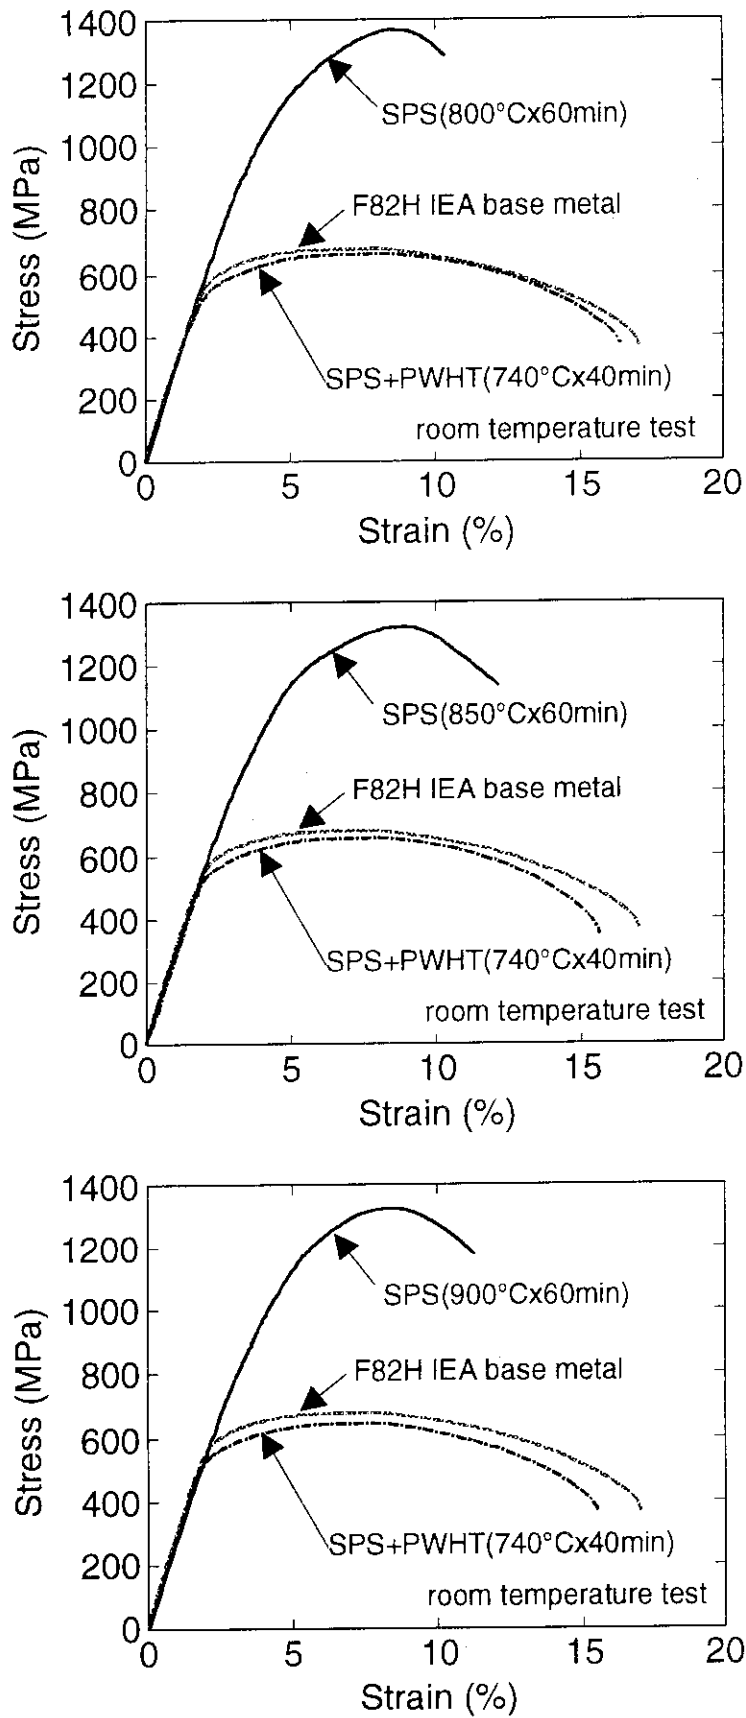 1400
1200
1000
800
600
400
200
0
Stress (MPa)
SPS(800°Cx60min)
F82H IEA base metal
SPS+PWHT(740°Cx40min)
room temperature test
0 5 10 15 20
Strain (%)
1400
1200
1000
800
600
400
200
0
Stress (MPa)
SPS(850°Cx60min)
F82H IEA base metal
SPS+PWHT(740°Cx40min)
room temperature test
0 5 10 15 20
Strain (%)
1400
1200
1000
800
600
400
200
0
Stress (MPa)
SPS(900°Cx60min)
F82H IEA base metal
SPS+PWHT(740°Cx40min)
room temperature test
0 5 10 15 20
Strain (%)